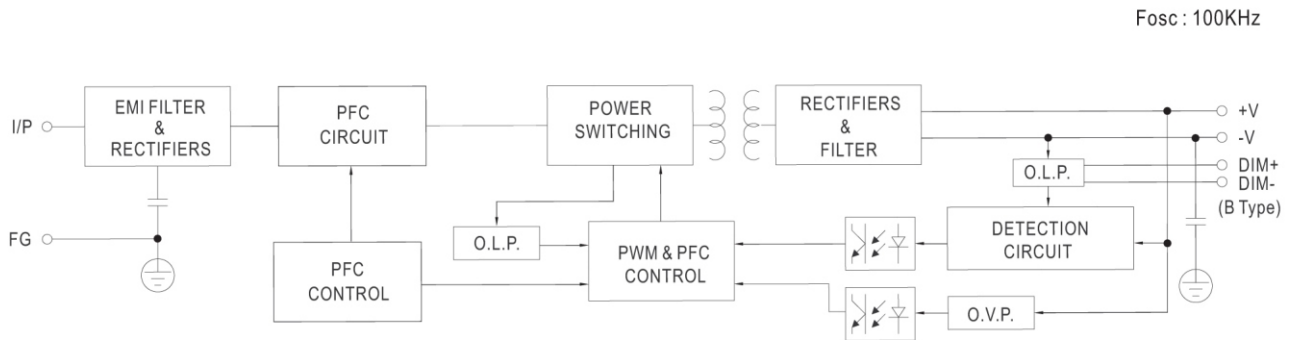 Fosc : 100KHz
I/P
EMI FILTER
&
RECTIFIERS
PFC
CIRCUIT
POWER
SWITCHING
RECTIFIERS
&
FILTER
+V
-V
O.L.P.
DIM+
DIM-
(B Type)
FG
PFC
CONTROL
O.L.P.
PWM & PFC
CONTROL
DETECTION
CIRCUIT
O.V.P.